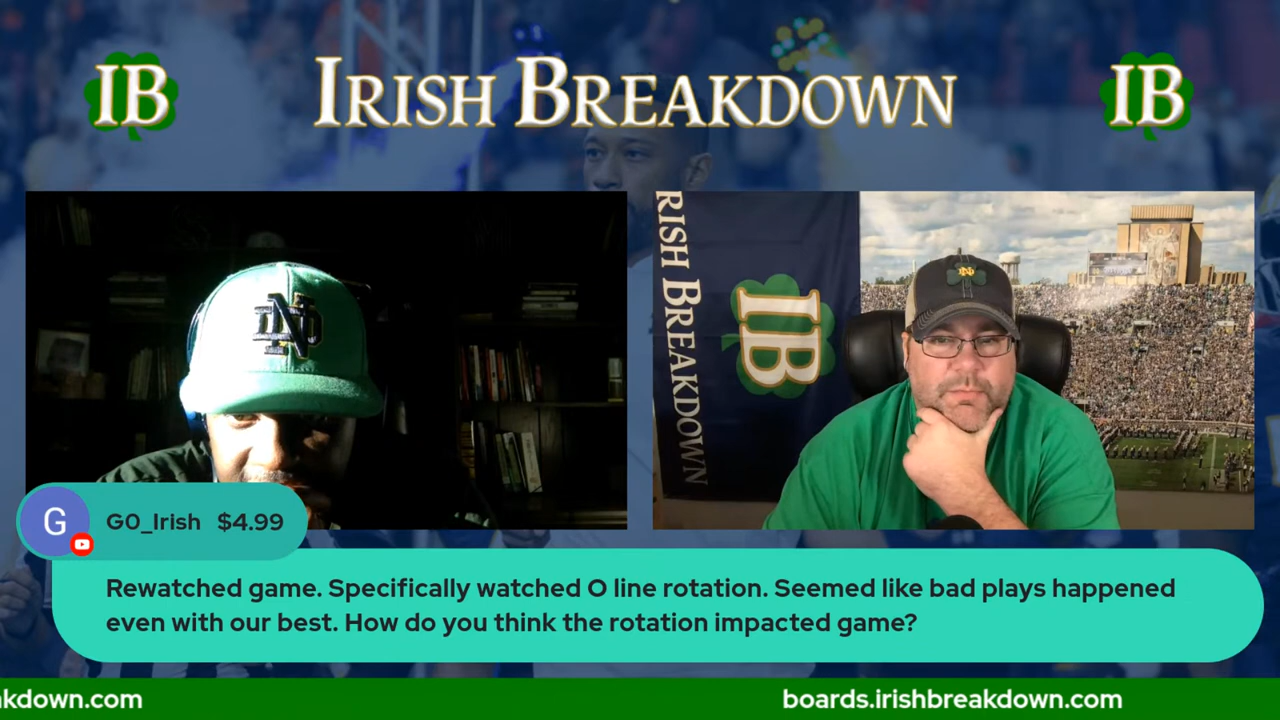 IB
IRISH BREAKDOWN
IB
RISH BREAKDOWN
IB
ND
G
G0_Irish $4.99
Rewatched game. Specifically watched O line rotation. Seemed like bad plays happened
even with our best. How do you think the rotation impacted game?
akdown.com
boards.irishbreakdown.com